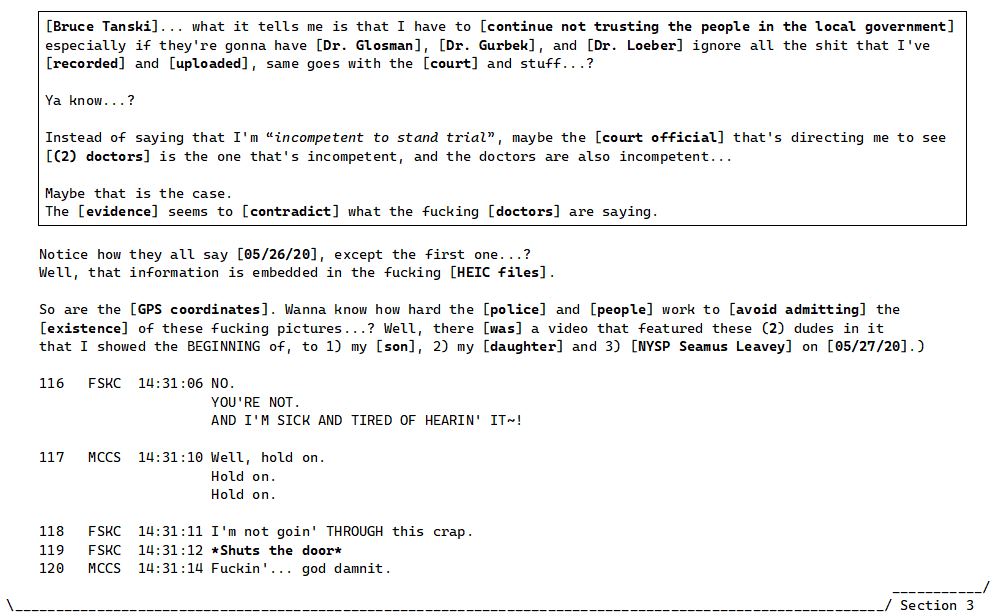 [Bruce Tanski]... what it tells me is that I have to [continue not trusting the people in the local government]
especially if they're gonna have [Dr. Glosman], [Dr. Gurbek], and [Dr. Loeber] ignore all the shit that I've
[recorded] and [uploaded], same goes with the [court] and stuff...?
Ya know...?
Instead of saying that I'm “incompetent to stand trial”, maybe the [court official] that's directing me to see
[(2) doctors] is the one that's incompetent, and the doctors are also incompetent...
Maybe that is the case.
The [evidence] seems to [contradict] what the fucking [doctors] are saying.
Notice how they all say [05/26/20], except the first one...?
Well, that information is embedded in the fucking [HEIC files].
So are the [GPS coordinates]. Wanna know how hard the [police] and [people] work to [avoid admitting] the
[existence] of these fucking pictures...? Well, there [was] a video that featured these (2) dudes in it
that I showed the BEGINNING of, to 1) my [son], 2) my [daughter] and 3) [NYSP Seamus Leavey] on [05/27/20].)
116 FSKC 14:31:06 NO.
YOU'RE NOT.
AND I'M SICK AND TIRED OF HEARIN' IT~!
117 MCCS 14:31:10 Well, hold on.
Hold on.
Hold on.
118 FSKC 14:31:11 I'm not goin' THROUGH this crap.
119 FSKC 14:31:12 *Shuts the door*
120 MCCS 14:31:14 Fuckin'... god damnit.
Section 3